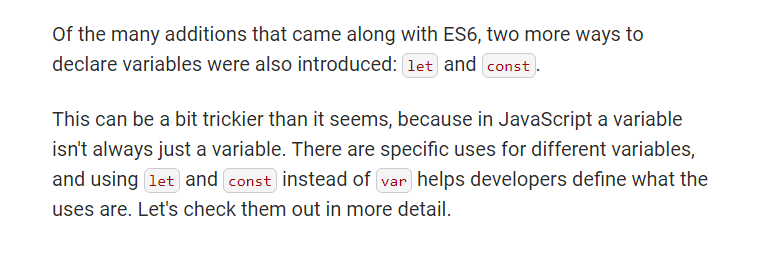 Of the many additions that came along with ES6, two more ways to
declare variables were also introduced: let and const.
This can be a bit trickier than it seems, because in JavaScript a variable
isn't always just a variable. There are specific uses for different variables,
and using let and const instead of var helps developers define what the
uses are. Let's check them out in more detail.